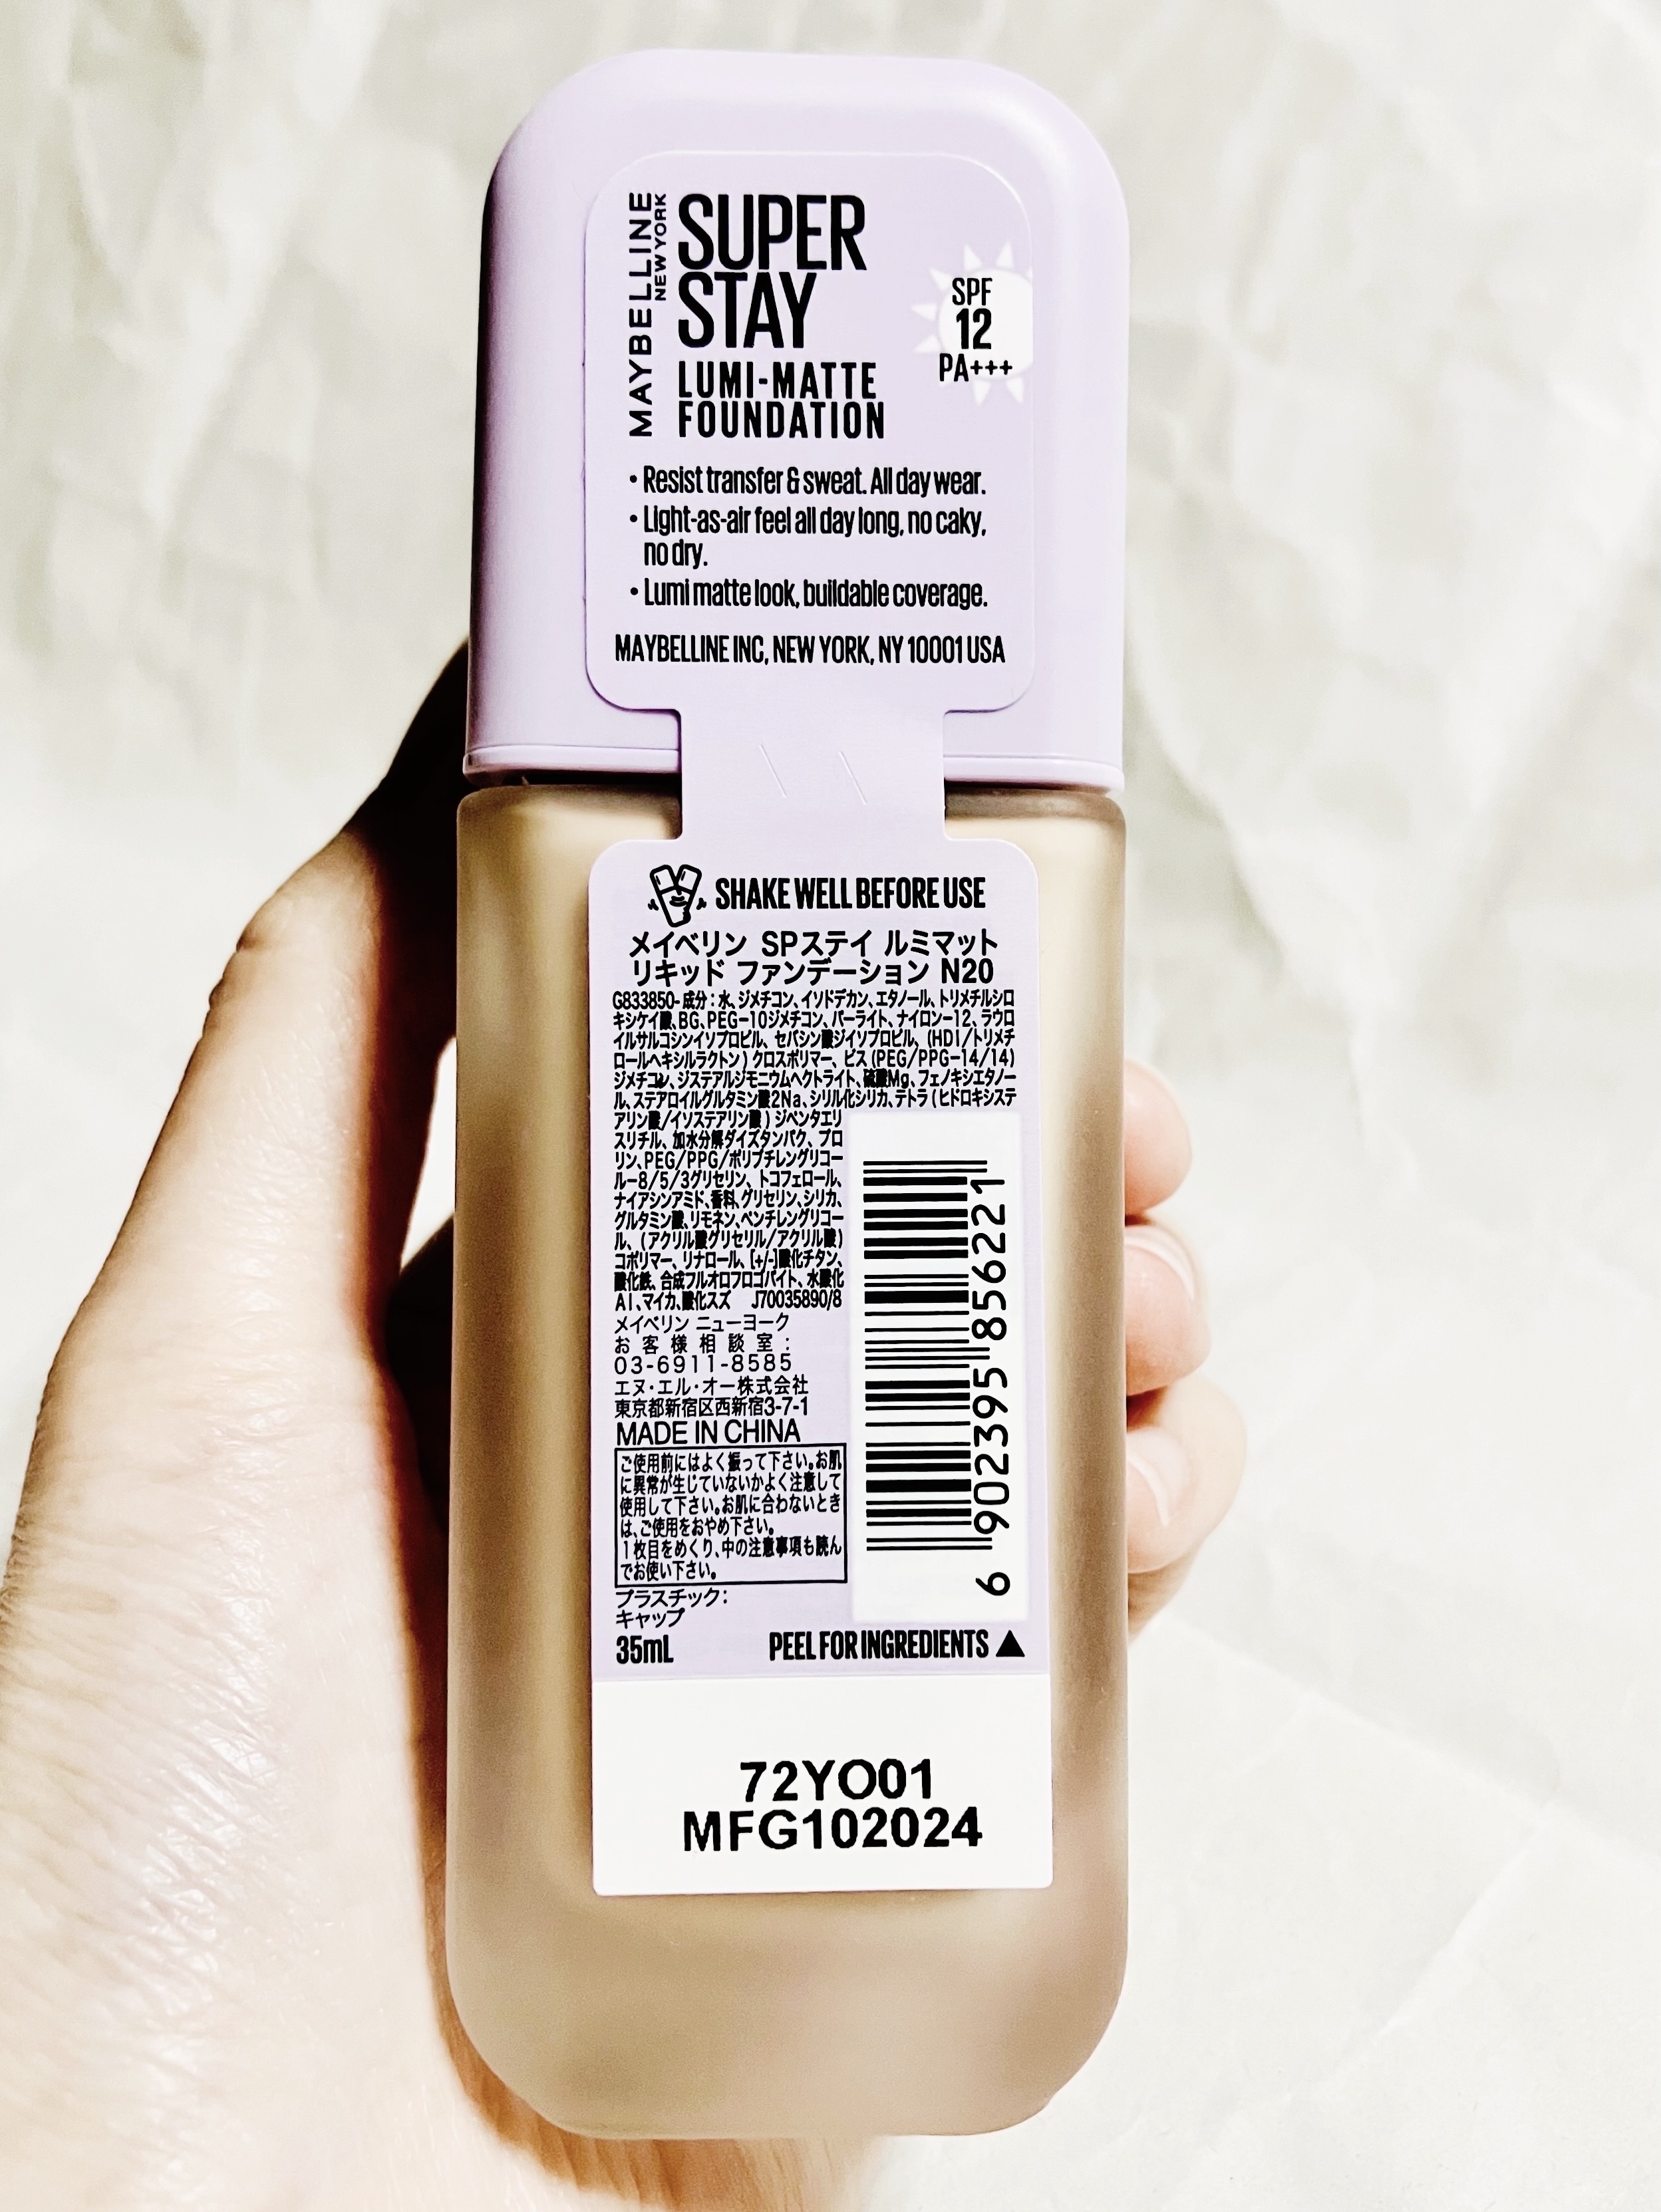 MAYBELLINE
NEW YORK
SUPER
STAY
LUMI-MATTE
FOUNDATION
SPF
12
PA+++
• Resist transfer & sweat. All day wear.
• Light-as-air feel all day long, no caky,
no dry.
• Lumi matte look, buildable coverage.
MAYBELLINE INC, NEW YORK, NY 10001 USA
SHAKE WELL BEFORE USE
メイベリン SPステイ ルミマット
リキッド ファンデーション N20
G833850- 成分：水、ジメチコン、イソドデカン、エタノール、トリメチルシロ
キシケイ酸、BG、PEG-10ジメチコン、パーライト、ナイロン-12、ラウロ
イルサルコシンイソプロピル、セバシン酸ジイソプロピル、(HDI/トリメチ
ロールヘキシルラクトン)クロスポリマー、ビス(PEG/PPG-14/14)
ジメチコン、ジステアルジモニウムヘクトライト、硫酸Mg、フェノキシエタノー
ル、ステアロイルグルタミン酸2Na、シリル化シリカ、テトラ(ヒドロキシステ
アリン酸/イソステアリン酸)ジペンタエリ
スリチル、加水分解ダイズタンパク、プロ
リン、PEG/PPG/ポリブチレングリコー
ル-8/5/3グリセリン、トコフェロール、
ナイアシンアミド、香料、グリセリン、シリカ、
グルタミン酸、リモネン、ペンチレングリコー
ル、(アクリル酸グリセリル/アクリル酸)
コポリマー、リナロール、[+/-]酸化チタン、
酸化鉄、合成フルオロフロゴパイト、水酸化
Al、マイカ、酸化スズ J70035890/8
メイベリン ニューヨーク
お客様相談室：
03-6911-8585
エヌ・エル・オー株式会社
東京都新宿区西新宿3-7-1
MADE IN CHINA
ご使用前にはよく振って下さい。お肌
に異常が生じていないかよく注意して
使用して下さい。お肌に合わないとき
は、ご使用をおやめ下さい。
1枚目をめくり、中の注意事項も読ん
でお使い下さい。
プラスチック：
キャップ
35mL
PEEL FOR INGREDIENTS ▲
6 902395 856221
72YO01
MFG102024